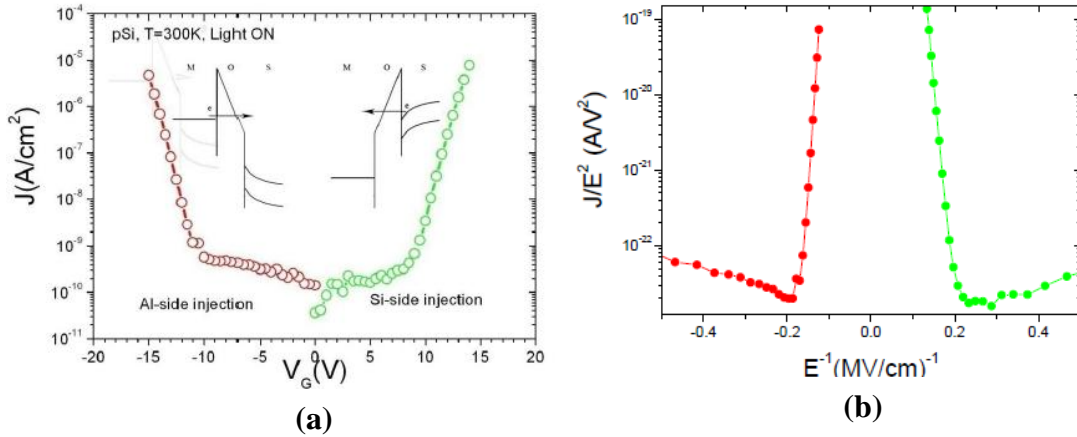 pSi, T=300K, Light ON
M O S
M O S
e
e
Al-side injection
Si-side injection
J(A/cm²)
10⁻⁴
10⁻⁵
10⁻⁶
10⁻⁷
10⁻⁸
10⁻⁹
10⁻¹⁰
10⁻¹¹
-20 -15 -10 -5 0 5 10 15 20
V_G(V)
(a)
J/E² (A/V²)
10⁻¹⁹
10⁻²⁰
10⁻²¹
10⁻²²
-0.4 -0.2 0.0 0.2 0.4
E⁻¹(MV/cm)⁻¹
(b)